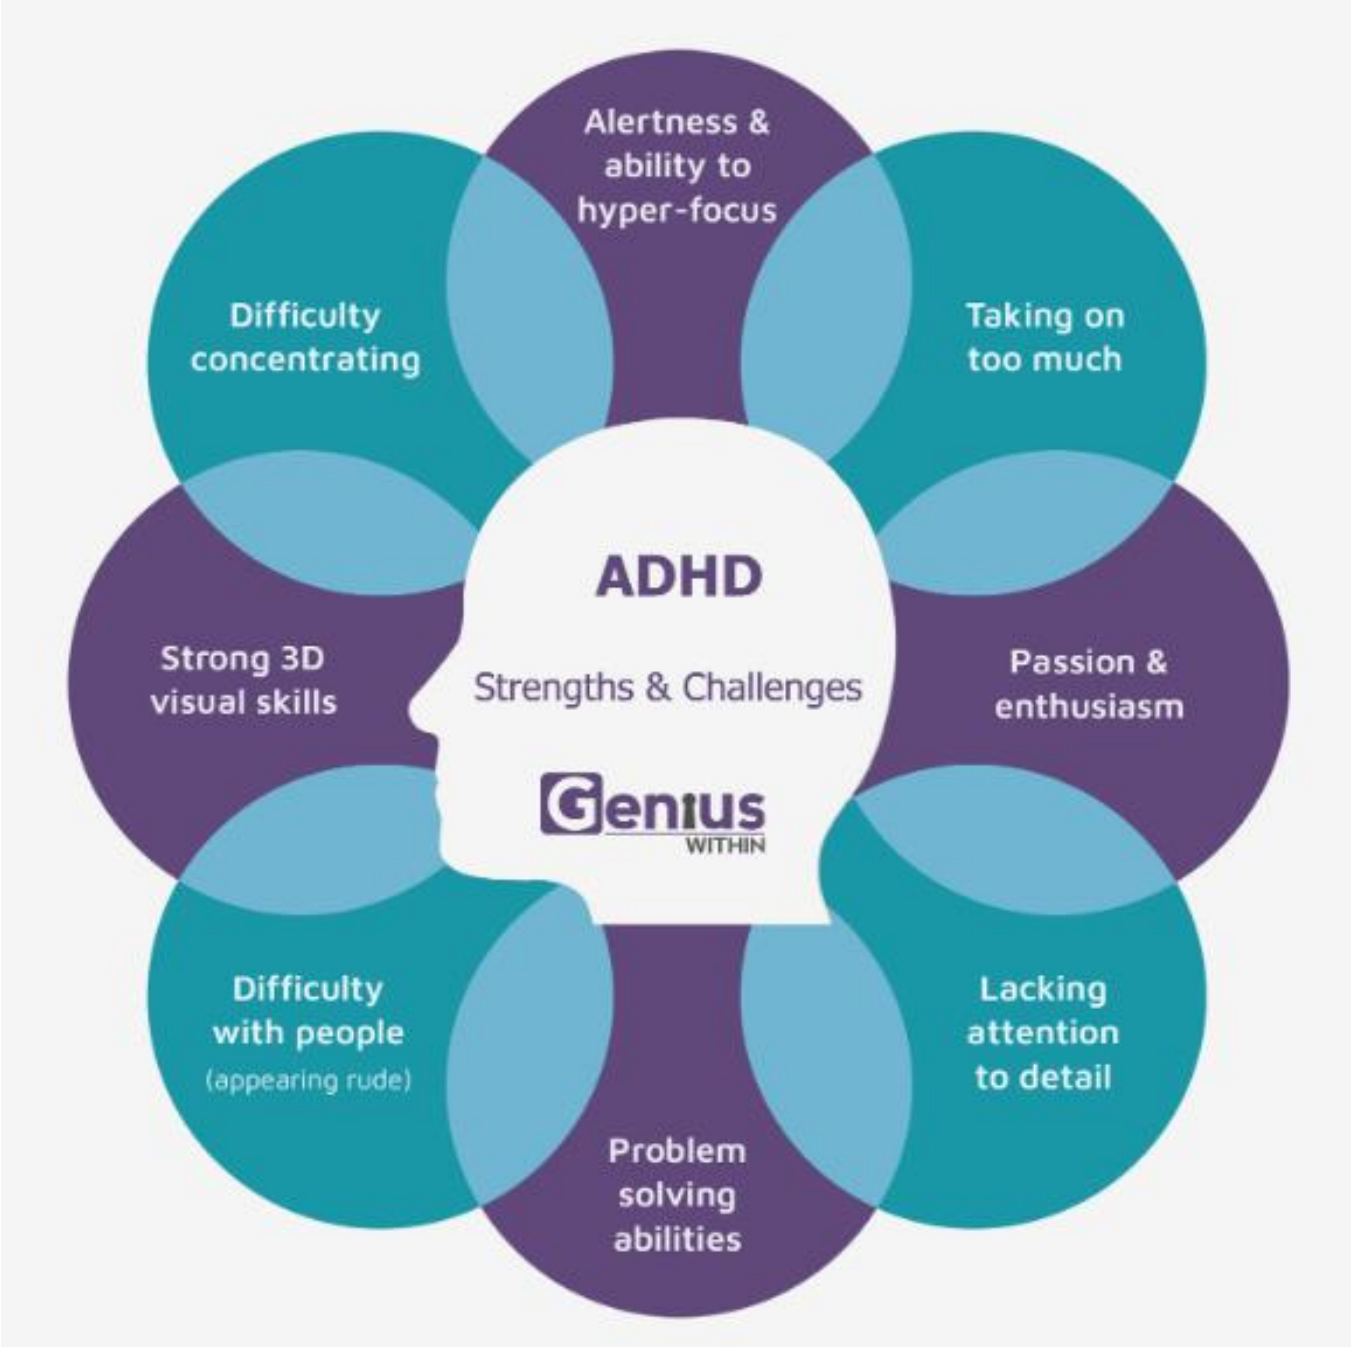 Alertness &
ability to
hyper-focus
Taking on
too much
Passion &
enthusiasm
Lacking
attention
to detail
Problem
solving
abilities
Difficulty
with people
(appearing rude)
Strong 3D
visual skills
Difficulty
concentrating
ADHD
Strengths & Challenges
Genius
WITHIN